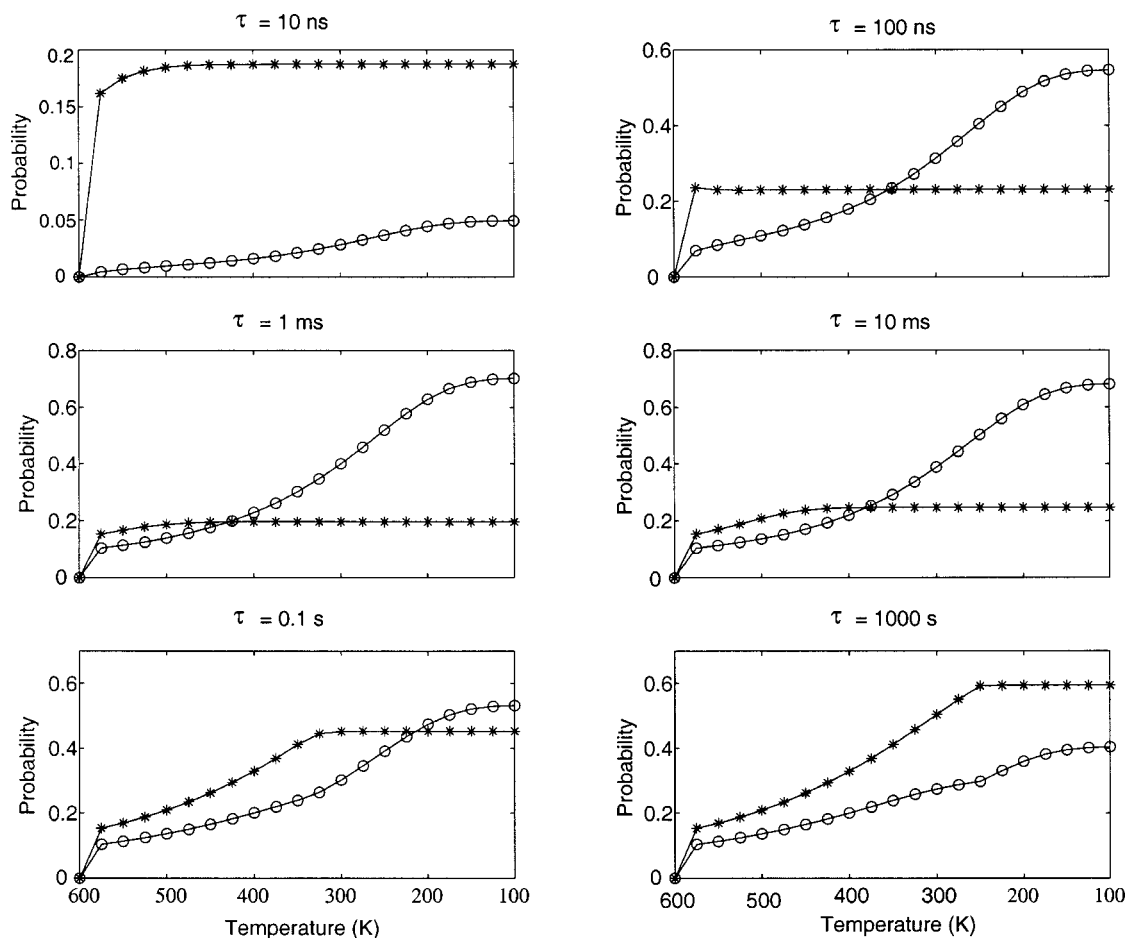 τ = 10 ns
0.2
0.15
0.1
0.05
0
Probability
τ = 100 ns
0.6
0.4
0.2
0
Probability
τ = 1 ms
0.8
0.6
0.4
0.2
0
Probability
τ = 10 ms
0.8
0.6
0.4
0.2
0
Probability
τ = 0.1 s
0.6
0.4
0.2
0
Probability
600 500 400 300 200 100
Temperature (K)
τ = 1000 s
0.6
0.4
0.2
0
Probability
600 500 400 300 200 100
Temperature (K)